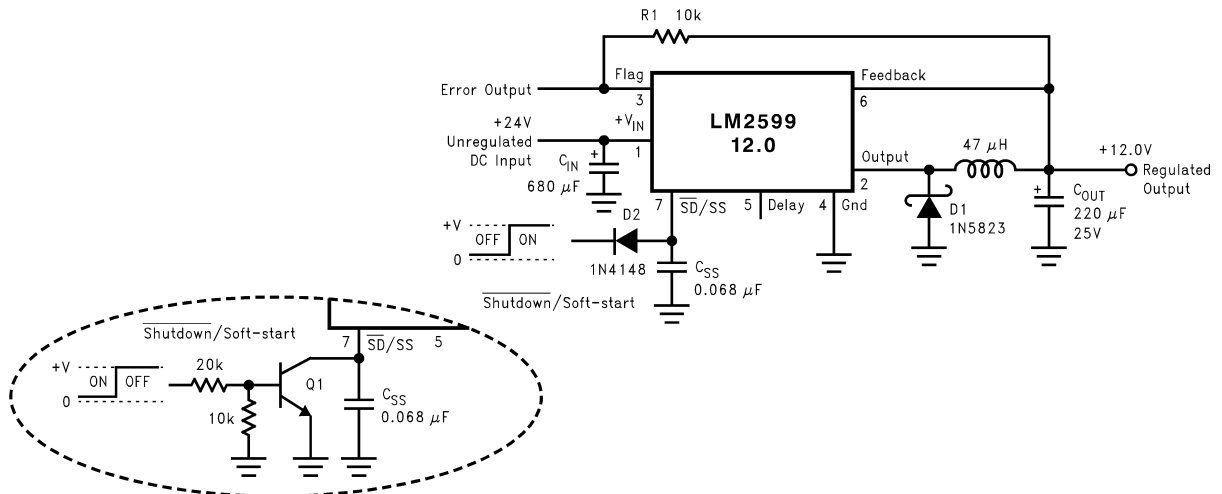 R1 10k
Flag
Feedback
Error Output
3
6
+24V
+VIN
LM2599
12.0
Unregulated
DC Input
1
CIN
+
680 μF
47 μH
Output
2
+12.0V
Regulated
Output
+
COUT
220 μF
25V
D1
1N5823
7
SD/SS
5
Delay
4
Gnd
+V
OFF
ON
0
D2
1N4148
CSS
0.068 μF
Shutdown/Soft-start
Shutdown/Soft-start
7
SD/SS
5
+V
ON
OFF
0
20k
10k
Q1
CSS
0.068 μF